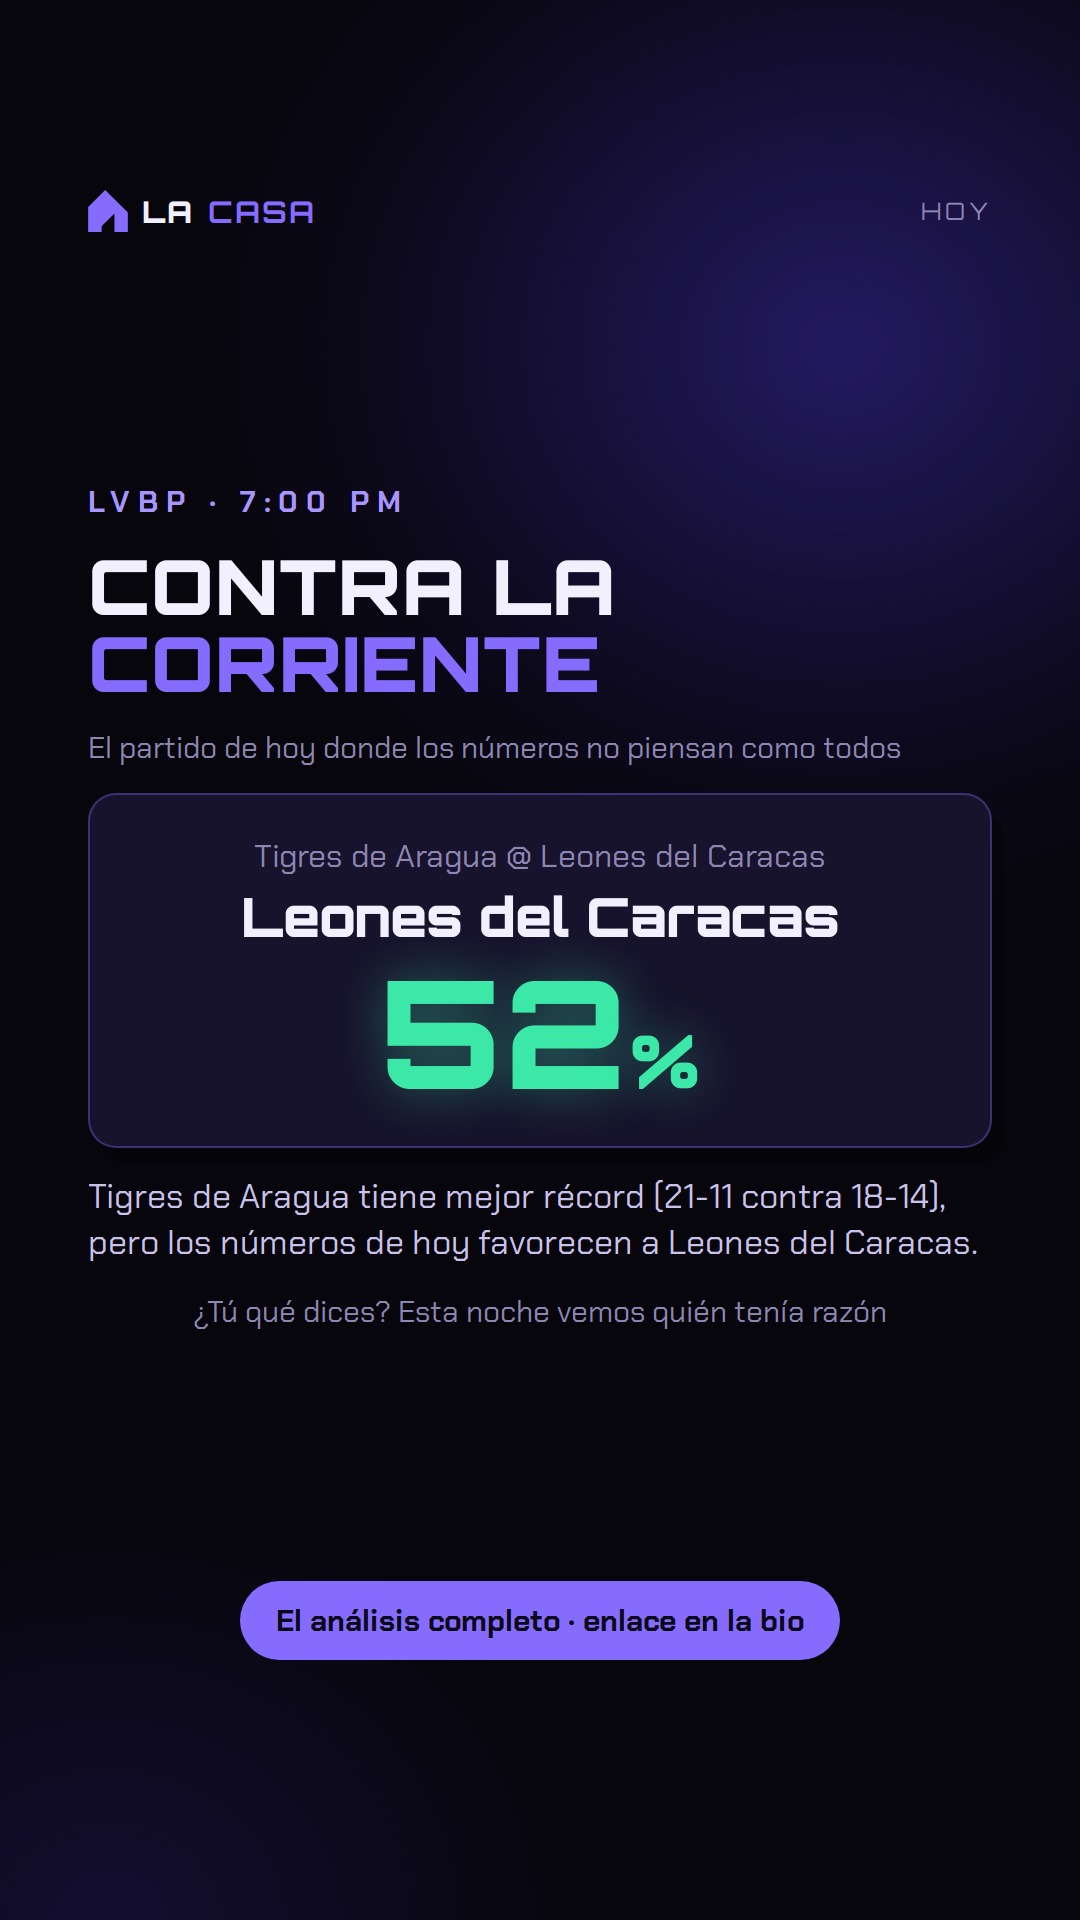 LA CASA
HOY
LVBP · 7:00 PM
CONTRA LA
CORRIENTE
El partido de hoy donde los números no piensan como todos
Tigres de Aragua @ Leones del Caracas
Leones del Caracas
52%
Tigres de Aragua tiene mejor récord (21-11 contra 18-14),
pero los números de hoy favorecen a Leones del Caracas.
¿Tú qué dices? Esta noche vemos quién tenía razón
El análisis completo · enlace en la bio